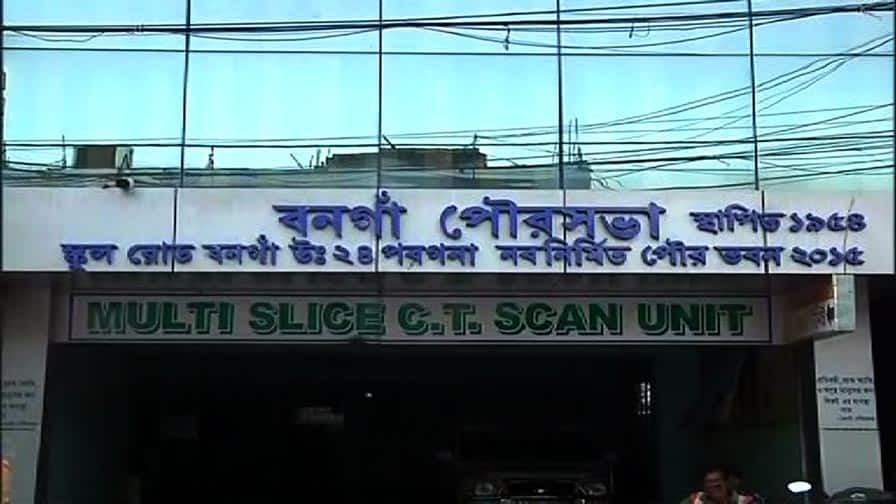 বনগাঁ পৌরসভা স্থাপিত ১৯৫৪
স্কুল রোড বনগাঁ উঃ ২৪ পরগনা নবনির্মিত পৌর ভবন ২০১৫
MULTI SLICE C.T. SCAN UNIT